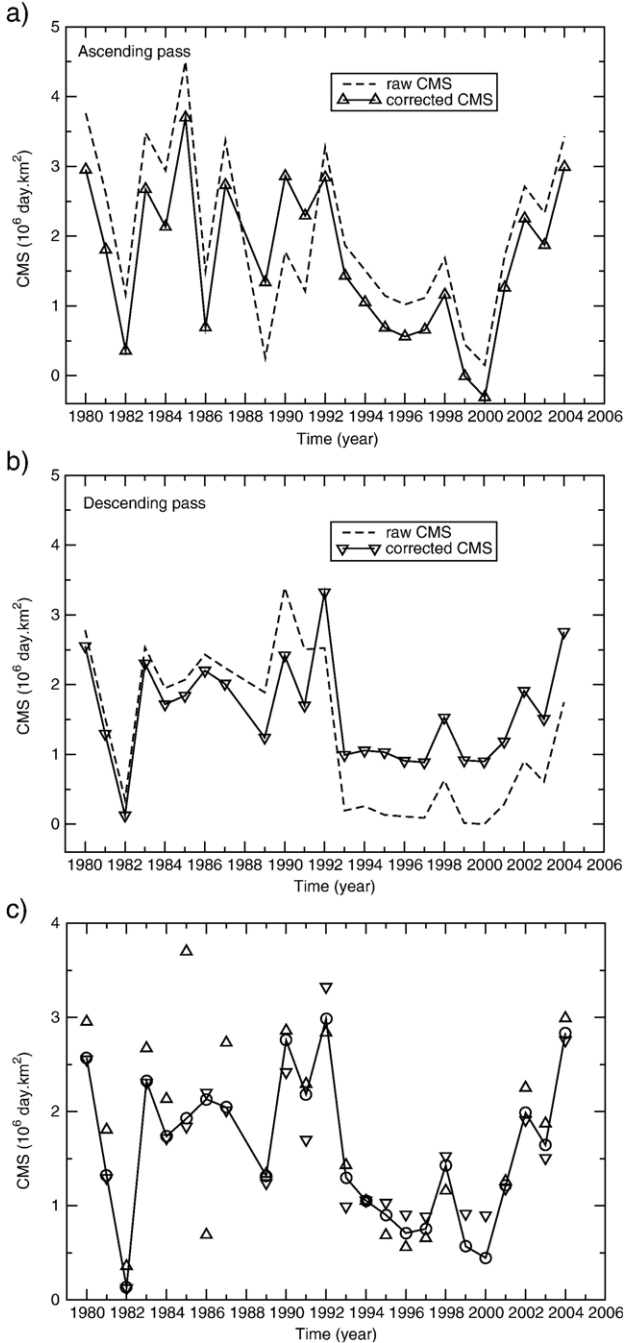 a)
5
4
3
2
1
0
CMS (10⁶ day.km²)
Ascending pass
raw CMS
corrected CMS
1980 1982 1984 1986 1988 1990 1992 1994 1996 1998 2000 2002 2004 2006
Time (year)
b)
5
4
3
2
1
0
CMS (10⁶ day.km²)
Descending pass
raw CMS
corrected CMS
1980 1982 1984 1986 1988 1990 1992 1994 1996 1998 2000 2002 2004 2006
Time (year)
c)
4
3
2
1
0
CMS (10⁶ day.km²)
1980 1982 1984 1986 1988 1990 1992 1994 1996 1998 2000 2002 2004 2006
Time (year)